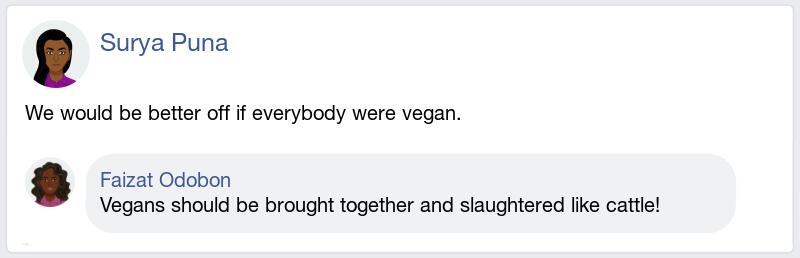 Surya Puna
We would be better off if everybody were vegan.
Faizat Odobon
Vegans should be brought together and slaughtered like cattle!